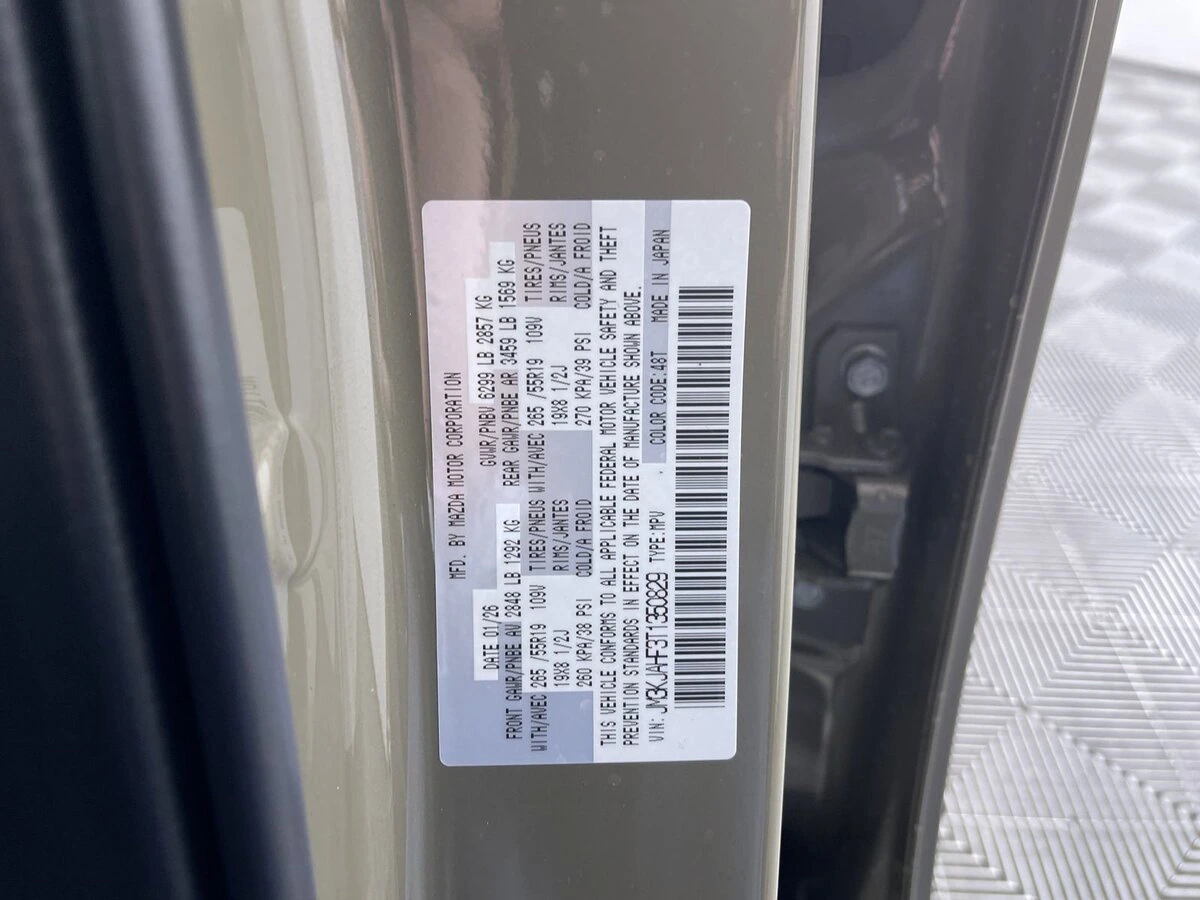 MFD. BY MAZDA MOTOR CORPORATION
DATE 01/26 GVWR/PNBV 6299 LB 2857 KG
FRONT GAWR/PNBE AV 2848 LB 1292 KG REAR GAWR/PNBE AR 3459 LB 1569 KG
WITH/AVEC 265 /55R19 109V TIRES/PNEUS WITH/AVEC 265 /55R19 109V TIRES/PNEUS
19X8 1/2J RIMS/JANTES 19X8 1/2J RIMS/JANTES
260 KPA/38 PSI COLD/A FROID 270 KPA/39 PSI COLD/A FROID
THIS VEHICLE CONFORMS TO ALL APPLICABLE FEDERAL MOTOR VEHICLE SAFETY AND THEFT
PREVENTION STANDARDS IN EFFECT ON THE DATE OF MANUFACTURE SHOWN ABOVE.
VIN: JM3KJAHF3T1350829 TYPE:MPV . COLOR CODE:48T MADE IN JAPAN